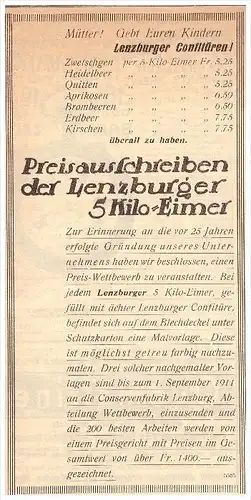 Mütter! Gebt Euren Kindern
Lenzburger Confitüren!
Zwetschgen per 5-Kilo-Eimer Fr. 5.25
Heidelbeer „ „ „ „ 5.25
Quitten „ „ „ „ 5.25
Aprikosen „ „ „ „ 6.50
Brombeeren „ „ „ „ 6.50
Erdbeer „ „ „ „ 7.75
Kirschen „ „ „ „ 7.75
überall zu haben.
Preisausschreiben
der Lenzburger
5 Kilo-Eimer
Zur Erinnerung an die vor 25 Jahren
erfolgte Gründung unseres Unter-
nehmens haben wir beschlossen, einen
Preis-Wettbewerb zu veranstalten. Bei
jedem Lenzburger 5 Kilo-Eimer, ge-
füllt mit ächter Lenzburger Confitüre,
befindet sich auf dem Blechdeckel unter
Schutzkarton eine Malvorlage. Diese
ist möglichst getreu farbig nachzu-
malen. Drei solcher nachgemalter Vor-
lagen sind bis zum 1. September 1911
an die Conservenfabrik Lenzburg, Ab-
teilung Wettbewerb, einzusenden und
die 200 besten Arbeiten werden von
einem Preisgericht mit Preisen im Ge-
samtwert von über Fr. 1400.— aus-
gezeichnet.